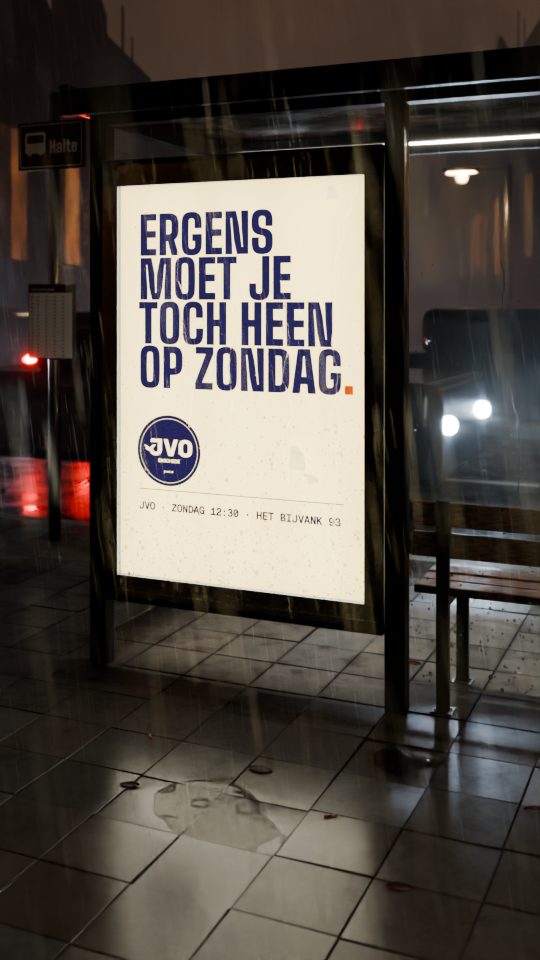 Halte
ERGENS
MOET JE
TOCH HEEN
OP ZONDAG.
JVO
JVO · ZONDAG 12:30 · HET BIJVANK 93